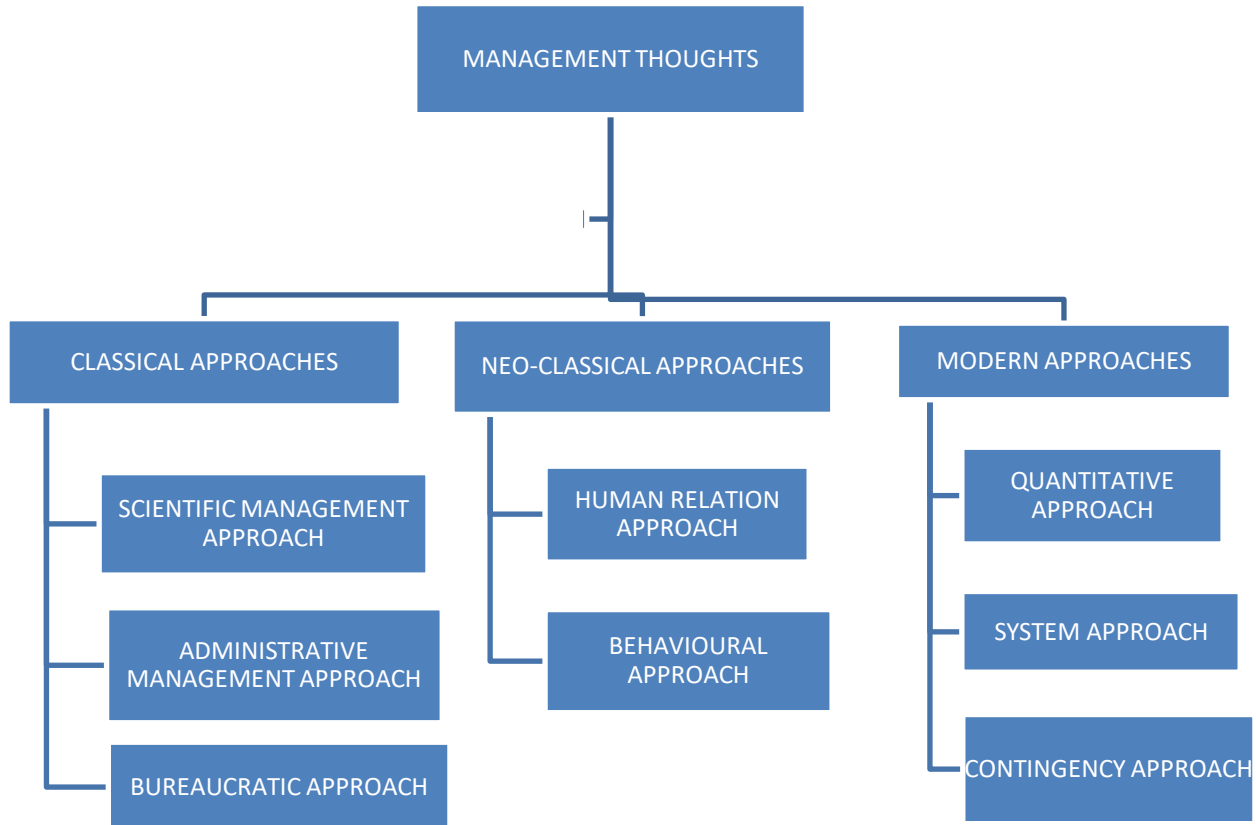 MANAGEMENT THOUGHTS
CLASSICAL APPROACHES
SCIENTIFIC MANAGEMENT
APPROACH
ADMINISTRATIVE
MANAGEMENT APPROACH
BUREAUCRATIC APPROACH
NEO-CLASSICAL APPROACHES
HUMAN RELATION
APPROACH
BEHAVIOURAL
APPROACH
MODERN APPROACHES
QUANTITATIVE
APPROACH
SYSTEM APPROACH
CONTINGENCY APPROACH